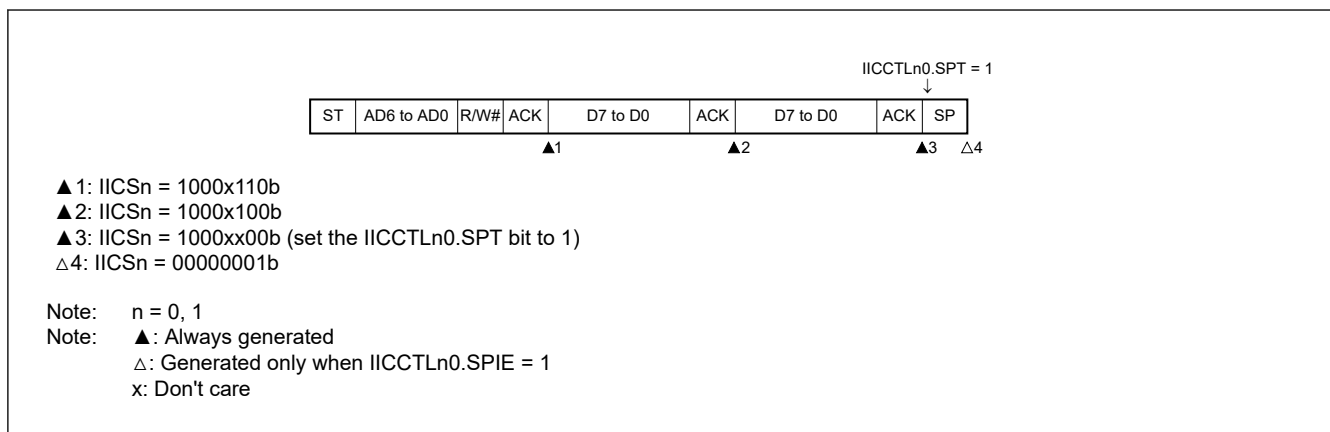 IICCTLn0.SPT = 1
↓
ST AD6 to AD0 R/W# ACK D7 to D0 ACK D7 to D0 ACK SP
▲1 ▲2 ▲3 △4
▲1: IICSn = 1000x110b
▲2: IICSn = 1000x100b
▲3: IICSn = 1000xx00b (set the IICCTLn0.SPT bit to 1)
△4: IICSn = 00000001b
Note: n = 0, 1
Note: ▲: Always generated
△: Generated only when IICCTLn0.SPIE = 1
x: Don't care